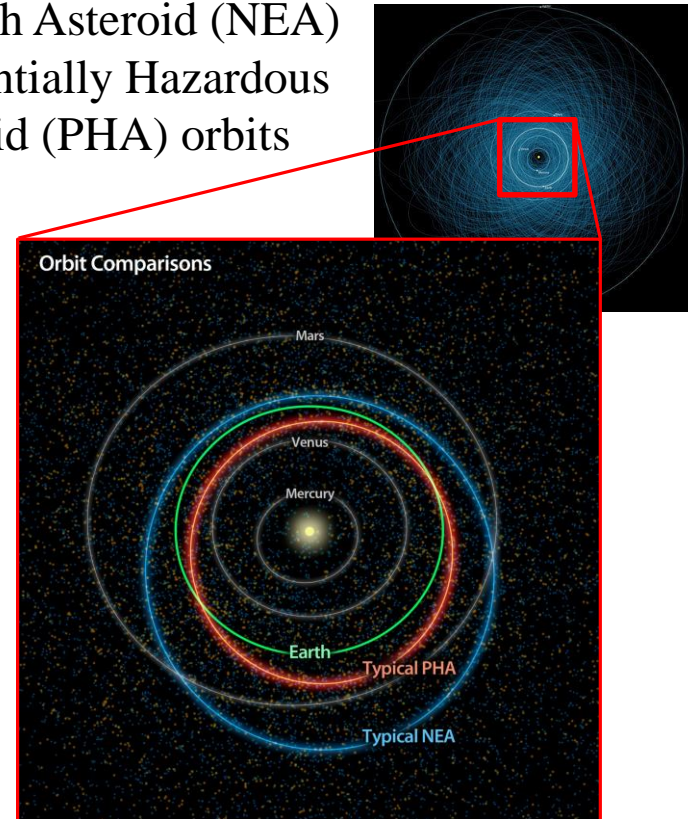 h Asteroid (NEA)
ntially Hazardous
id (PHA) orbits
Orbit Comparisons
Mars
Venus
Mercury
Earth
Typical PHA
Typical NEA